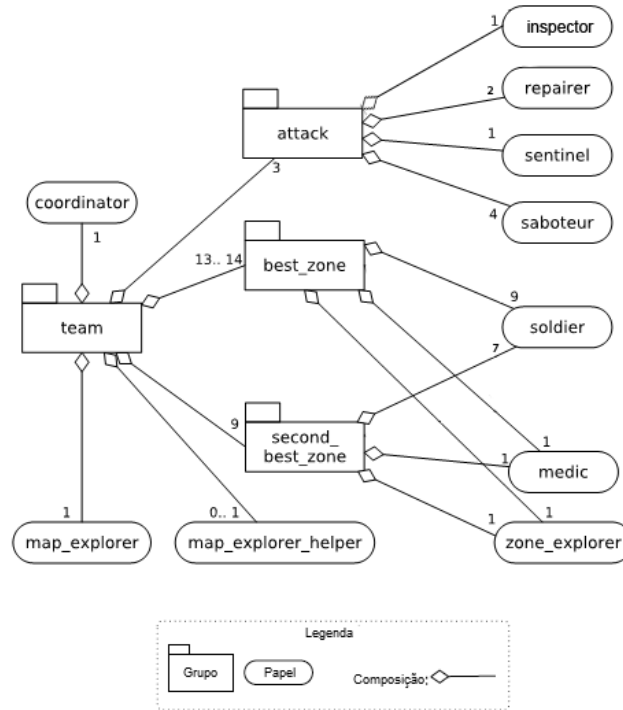 1
inspector
2
repairer
attack
1
sentinel
3
4
saboteur
coordinator
1
13.. 14
best_zone
9
soldier
team
7
9
second_
best_zone
1
1
medic
1
1
zone_explorer
1
map_explorer
0.. 1
map_explorer_helper
Legenda
Grupo
Papel
Composição: